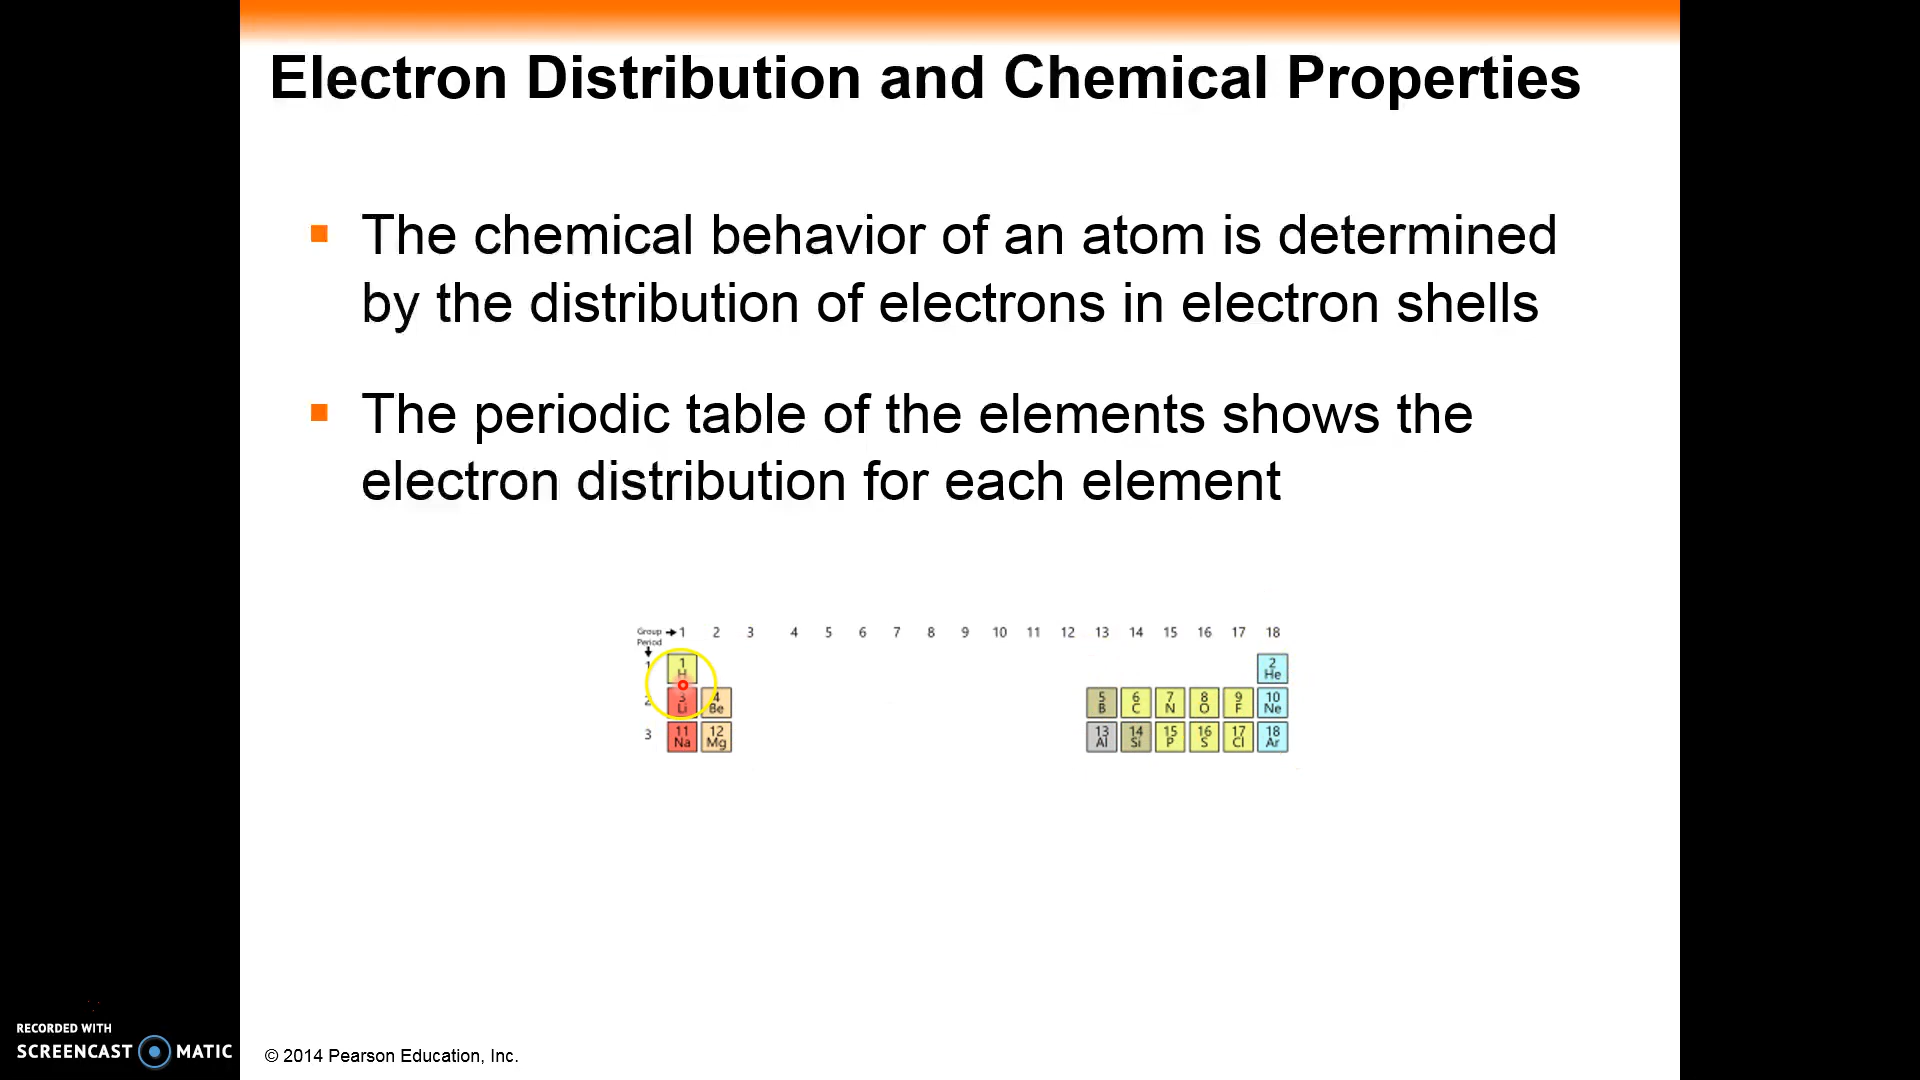 Electron Distribution and Chemical Properties
The chemical behavior of an atom is determined
by the distribution of electrons in electron shells
The periodic table of the elements shows the
electron distribution for each element
Group → 1 2 3 4 5 6 7 8 9 10 11 12 13 14 15 16 17 18
Period
1 1 H 2 He
2 3 Li 4 Be 5 B 6 C 7 N 8 O 9 F 10 Ne
3 11 Na 12 Mg 13 Al 14 Si 15 P 16 S 17 Cl 18 Ar
RECORDED WITH
SCREENCAST MATIC
© 2014 Pearson Education, Inc.